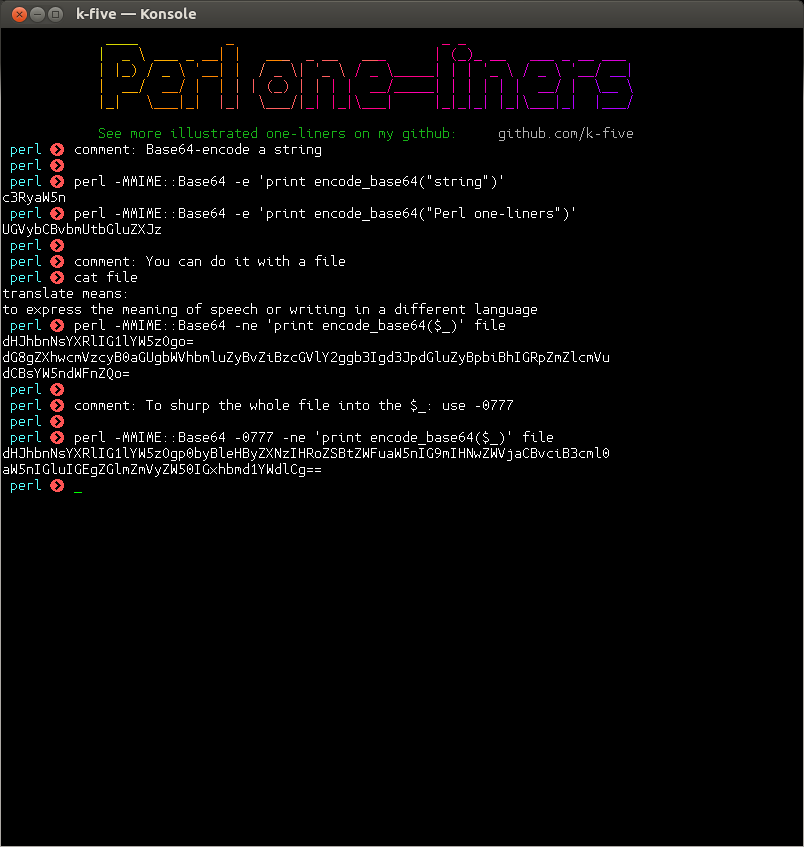 k-five — Konsole
Perl one-liners
See more illustrated one-liners on my github: github.com/k-five
perl comment: Base64-encode a string
perl
perl perl -MMIME::Base64 -e 'print encode_base64("string")'
c3RyaW5n
perl perl -MMIME::Base64 -e 'print encode_base64("Perl one-liners")'
UGVybCBvbmUtbGluZXJz
perl
perl comment: You can do it with a file
perl cat file
translate means:
to express the meaning of speech or writing in a different language
perl perl -MMIME::Base64 -ne 'print encode_base64($_)' file
dHJhbnNsYXRlIG1lYW5zOgo=
dG8gZXhwcmVzcyB0aGUgbWVhbmluZyBvZiBzcGVlY2ggb3Igd3JpdGluZyBpbiBhIGRpZmZlcmVu
dCBsYW5ndWFnZQo=
perl
perl comment: To shurp the whole file into the $_: use -0777
perl
perl perl -MMIME::Base64 -0777 -ne 'print encode_base64($_)' file
dHJhbnNsYXRlIG1lYW5zOgp0byBleHByZXNzIHRoZSBtZWFuaW5nIG9mIHNwZWVjaCBvciB3cml0
aW5nIGluIGEgZGlmZmVyZW50IGxhbmd1YWdlCg==
perl _